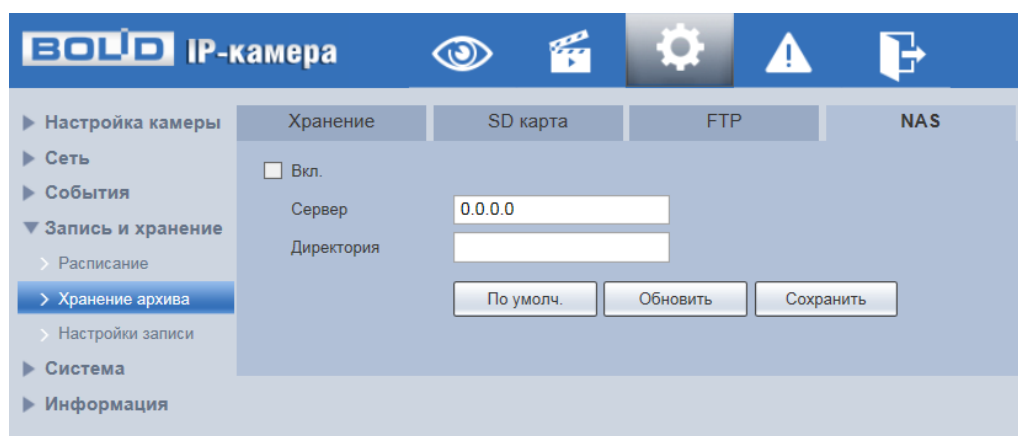 BOLID IP-камера
Настройка камеры
Сеть
События
Запись и хранение
Расписание
Хранение архива
Настройки записи
Система
Информация
Хранение SD карта FTP NAS
Вкл.
Сервер 0.0.0.0
Директория
По умолч. Обновить Сохранить